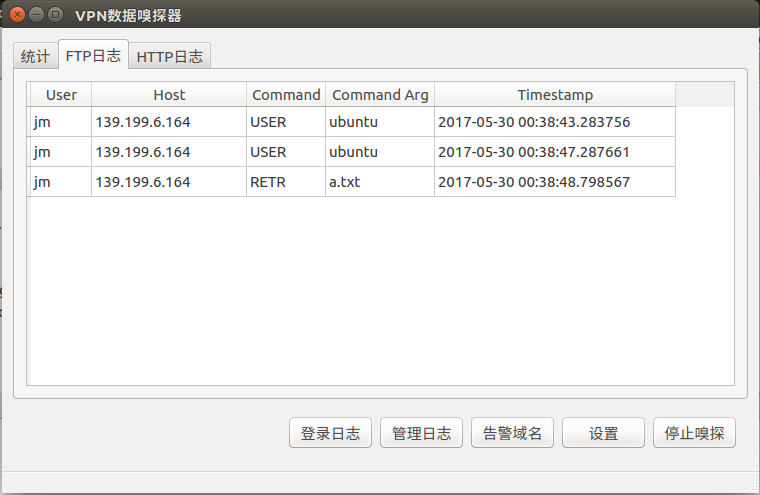 VPN数据嗅探器
统计 FTP日志 HTTP日志
User Host Command Command Arg Timestamp
jm 139.199.6.164 USER ubuntu 2017-05-30 00:38:43.283756
jm 139.199.6.164 USER ubuntu 2017-05-30 00:38:47.287661
jm 139.199.6.164 RETR a.txt 2017-05-30 00:38:48.798567
登录日志 管理日志 告警域名 设置 停止嗅探